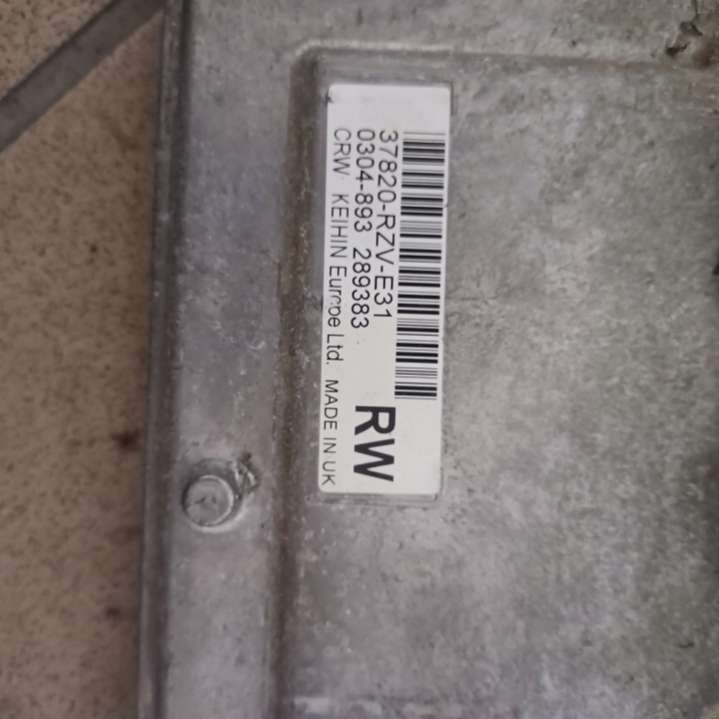 37820-RZV-E31
0304-893 289383
CRW KEIHIN Europe Ltd. MADE IN UK
RW